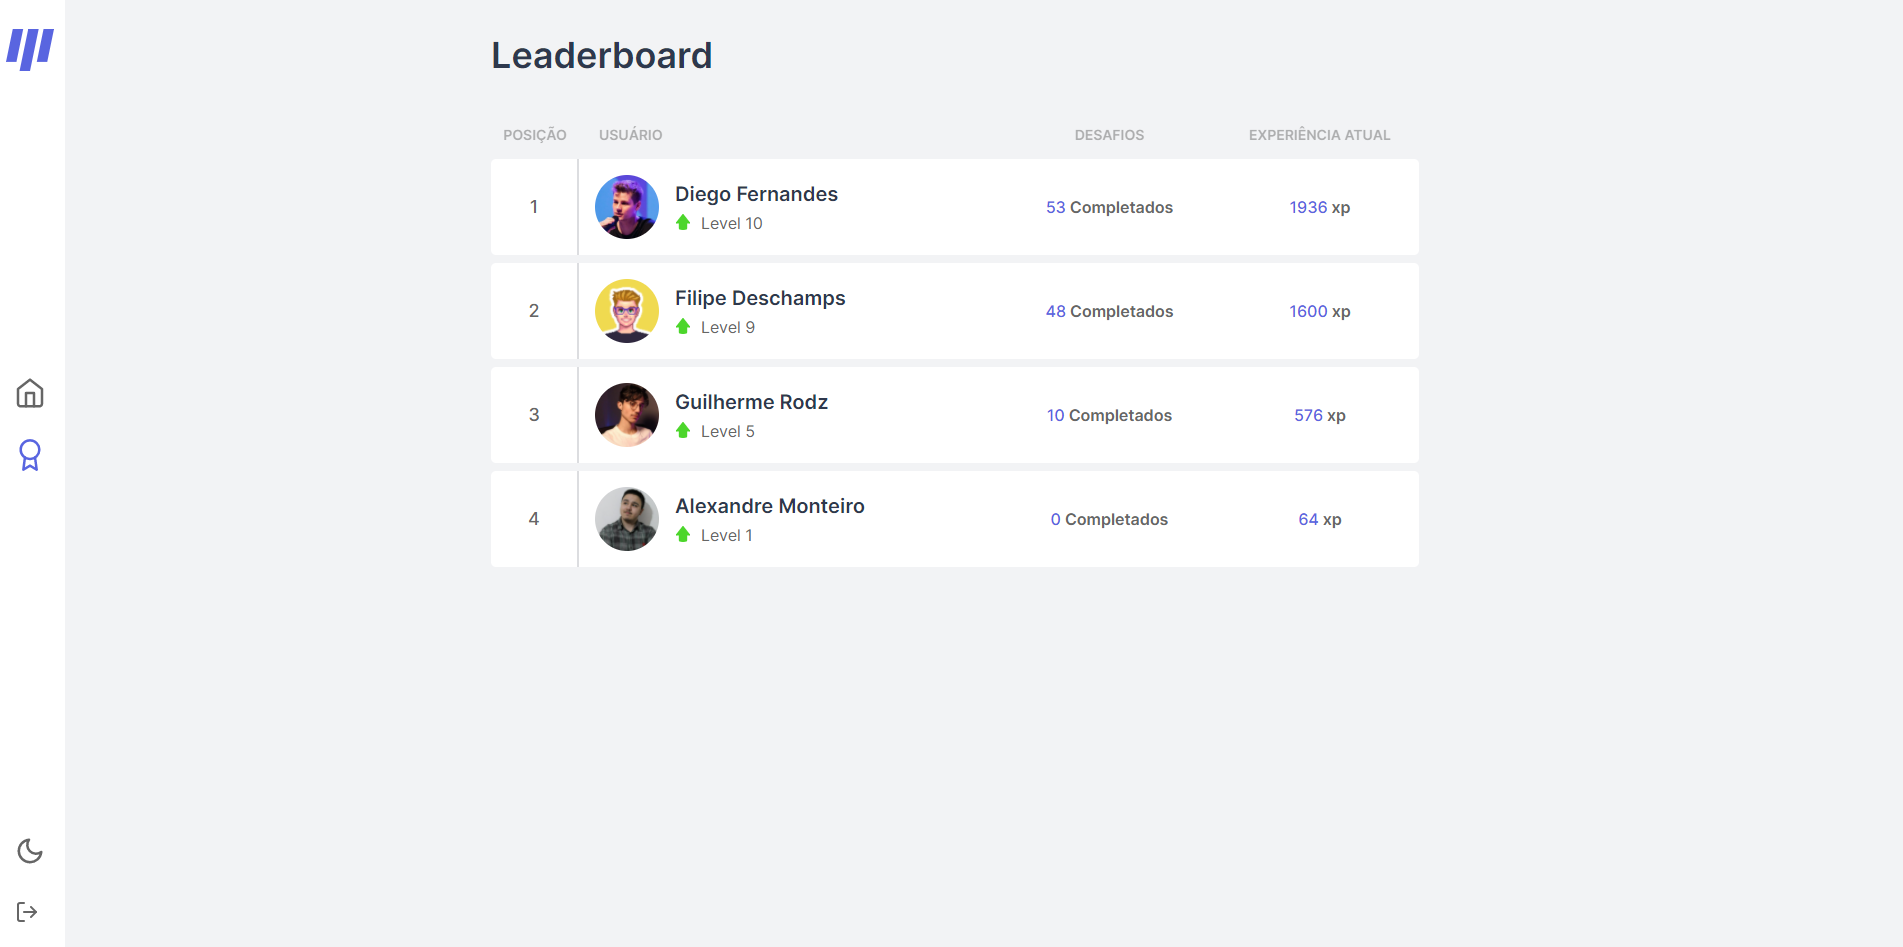 Leaderboard
POSIÇÃO USUÁRIO DESAFIOS EXPERIÊNCIA ATUAL
1 Diego Fernandes 53 Completados 1936 xp
Level 10
2 Filipe Deschamps 48 Completados 1600 xp
Level 9
3 Guilherme Rodz 10 Completados 576 xp
Level 5
4 Alexandre Monteiro 0 Completados 64 xp
Level 1